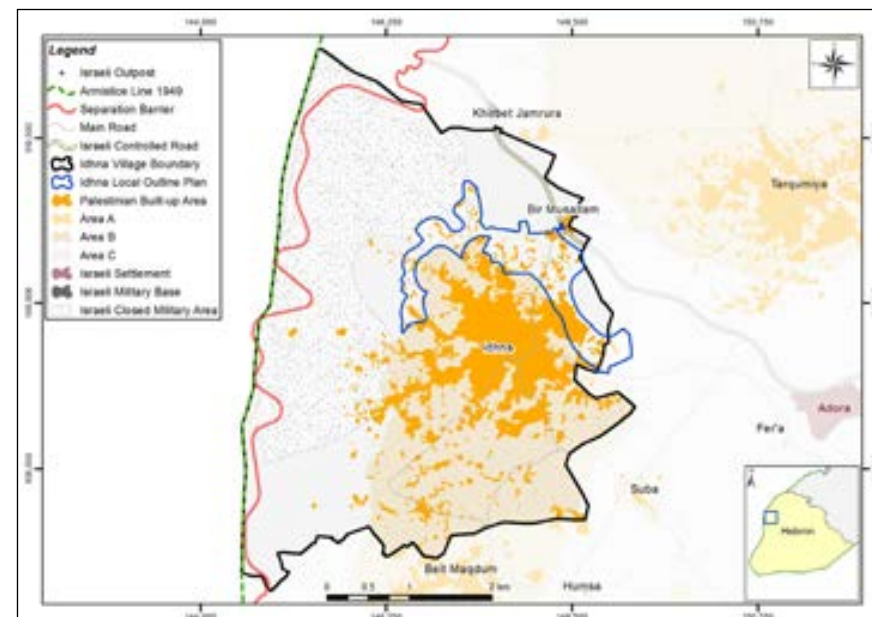 Legend
Israeli Outpost
Armistice Line 1949
Separation Barrier
Main Road
Israeli Controlled Road
Idhna Village Boundary
Idhna Local Outline Plan
Palestinian Built-up Area
Area A
Area B
Area C
Israeli Settlement
Israeli Military Base
Israeli Closed Military Area
Khirbet Jamrura
Tarqumiya
Bir Musallam
Idhna
Adora
Fer'a
Suba
Beit Maqdum
Humsa
0 0.5 1 2 km
Hebron